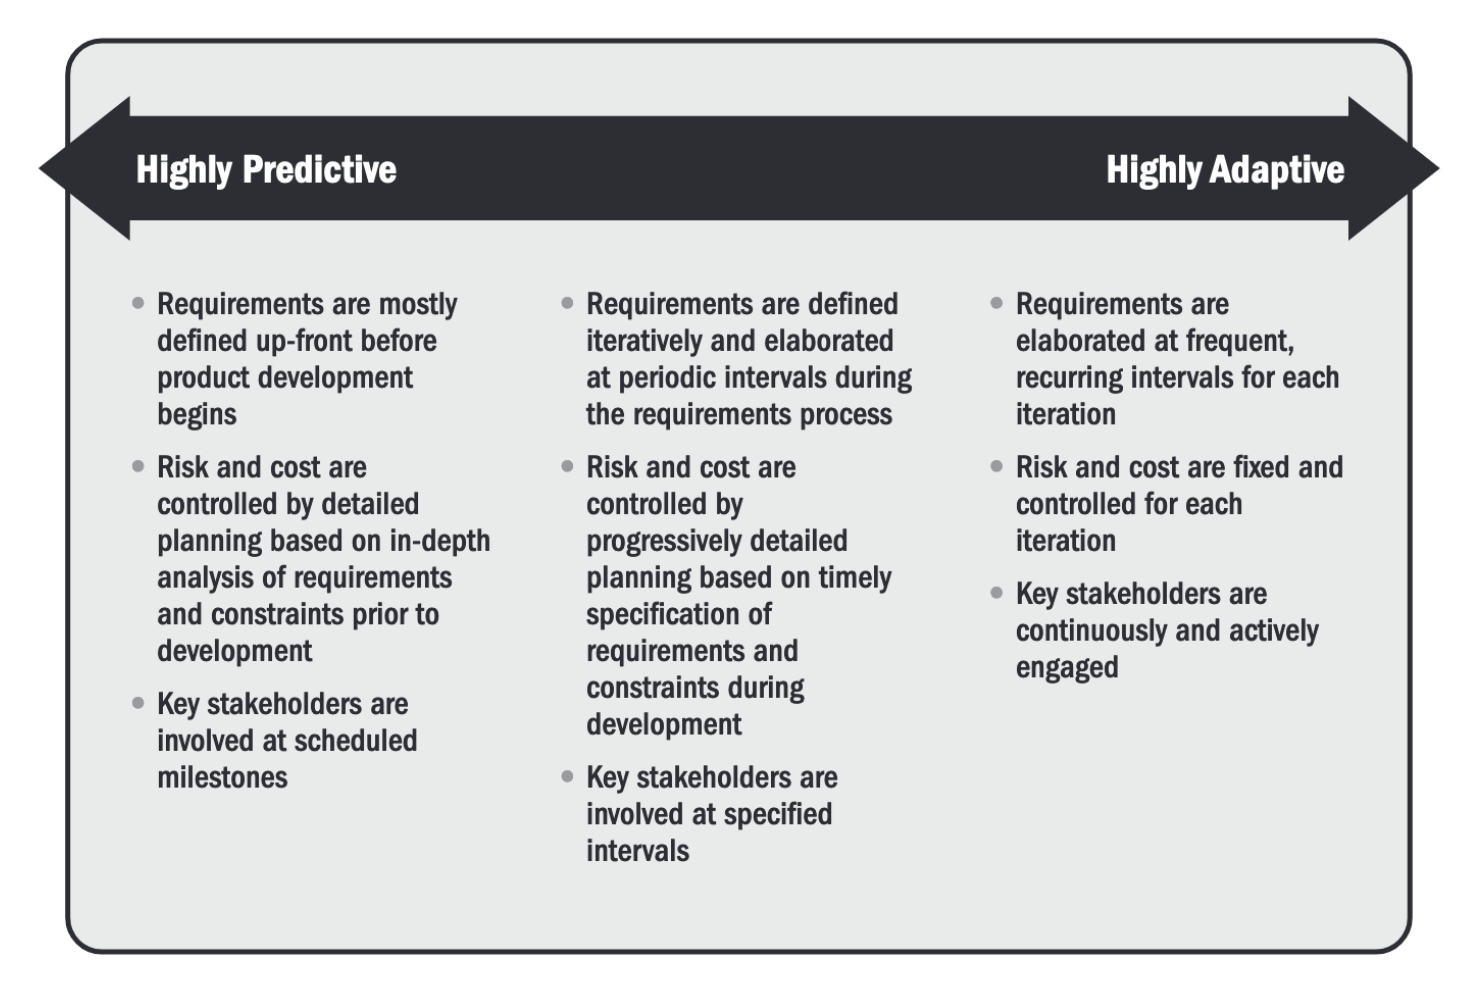 Highly Predictive
Highly Adaptive
• Requirements are mostly
defined up-front before
product development
begins
• Risk and cost are
controlled by detailed
planning based on in-depth
analysis of requirements
and constraints prior to
development
• Key stakeholders are
involved at scheduled
milestones
• Requirements are defined
iteratively and elaborated
at periodic intervals during
the requirements process
• Risk and cost are
controlled by
progressively detailed
planning based on timely
specification of
requirements and
constraints during
development
• Key stakeholders are
involved at specified
intervals
• Requirements are
elaborated at frequent,
recurring intervals for each
iteration
• Risk and cost are fixed and
controlled for each
iteration
• Key stakeholders are
continuously and actively
engaged